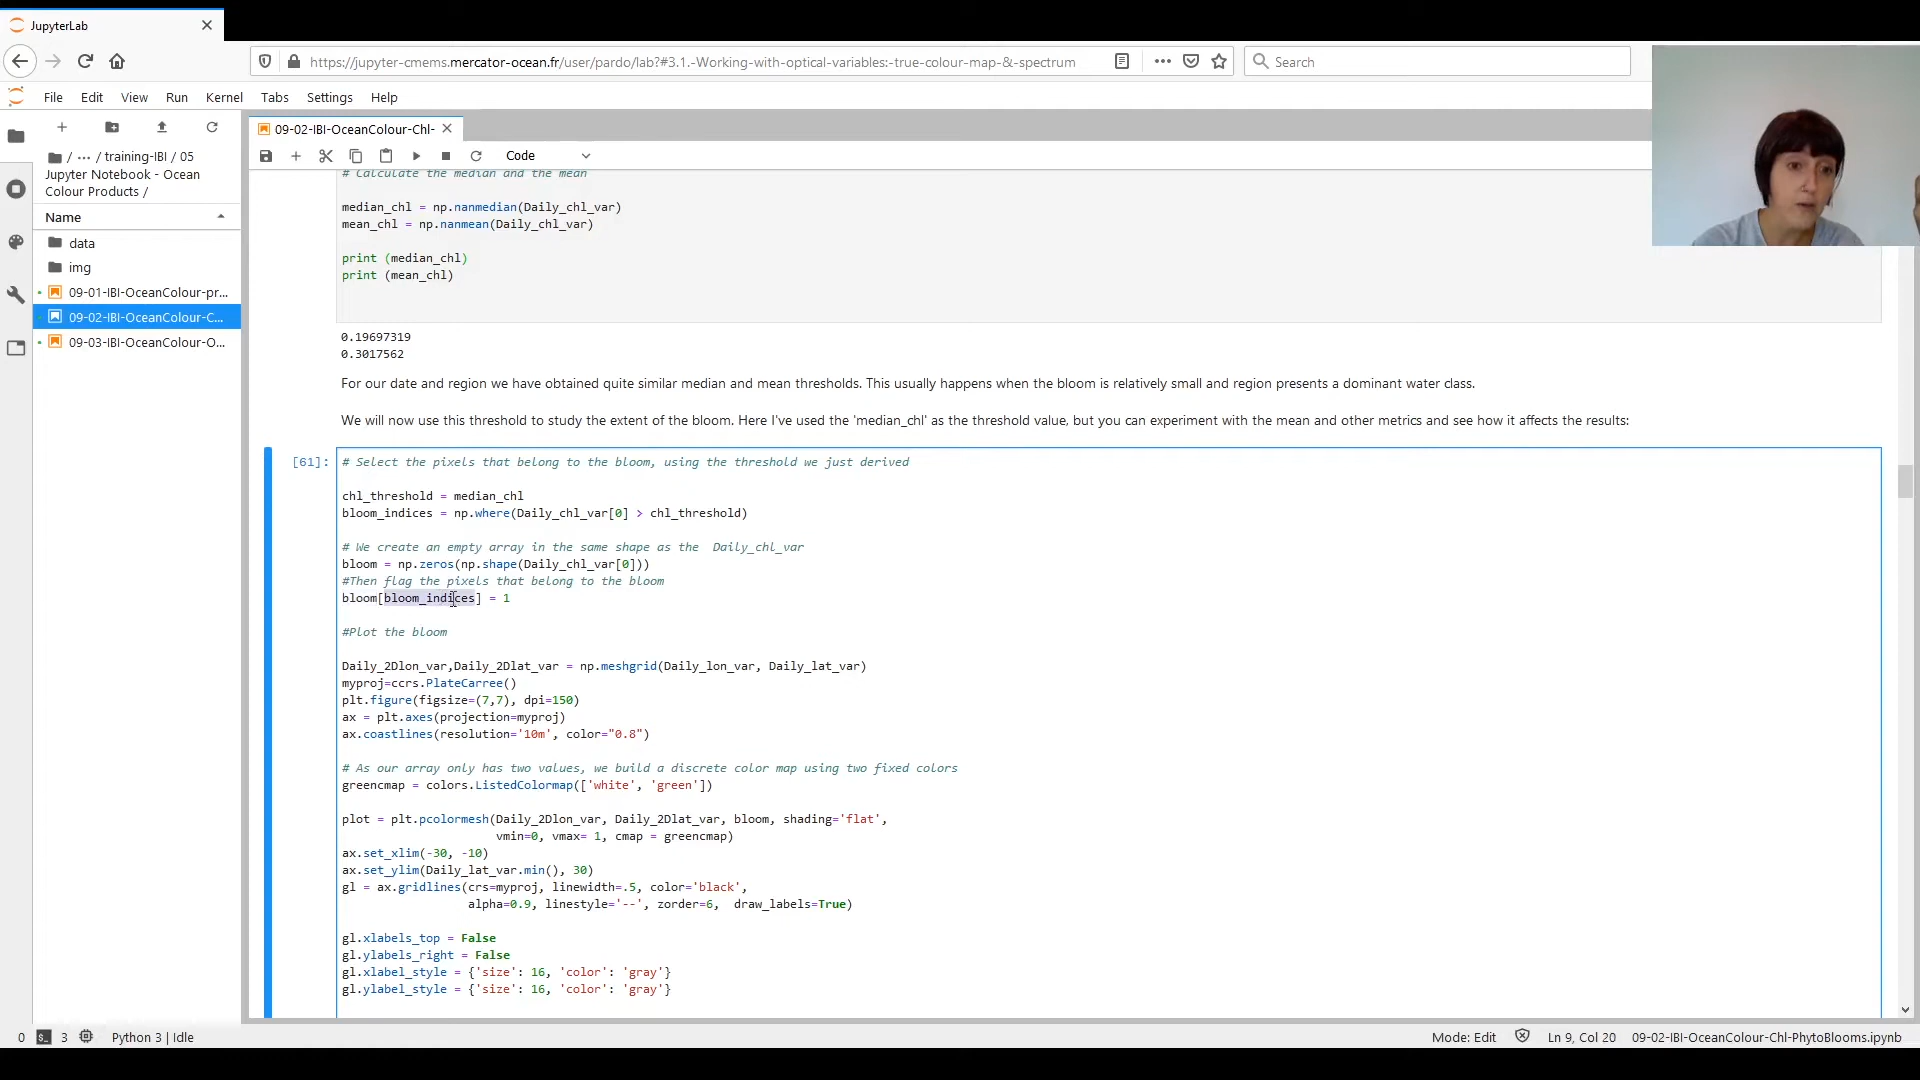 JupyterLab
https://jupyter-cmems.mercator-ocean.fr/user/pardo/lab?#3.1.-Working-with-optical-variables:-true-colour-map-&-spectrum
Search
File Edit View Run Kernel Tabs Settings Help
/ ··· / training-IBI / 05
Jupyter Notebook - Ocean
Colour Products /
Name
data
img
09-01-IBI-OceanColour-pr...
09-02-IBI-OceanColour-C...
09-03-IBI-OceanColour-O...
09-02-IBI-OceanColour-Chl-
Code
# Calculate the median and the mean
median_chl = np.nanmedian(Daily_chl_var)
mean_chl = np.nanmean(Daily_chl_var)
print (median_chl)
print (mean_chl)
0.19697319
0.3017562
For our date and region we have obtained quite similar median and mean thresholds. This usually happens when the bloom is relatively small and region presents a dominant water class.
We will now use this threshold to study the extent of the bloom. Here I've used the 'median_chl' as the threshold value, but you can experiment with the mean and other metrics and see how it affects the results:
[61]:
# Select the pixels that belong to the bloom, using the threshold we just derived
chl_threshold = median_chl
bloom_indices = np.where(Daily_chl_var[0] > chl_threshold)
# We create an empty array in the same shape as the  Daily_chl_var
bloom = np.zeros(np.shape(Daily_chl_var[0]))
#Then flag the pixels that belong to the bloom
bloom[bloom_indices] = 1
#Plot the bloom
Daily_2Dlon_var,Daily_2Dlat_var = np.meshgrid(Daily_lon_var, Daily_lat_var)
myproj=ccrs.PlateCarree()
plt.figure(figsize=(7,7), dpi=150)
ax = plt.axes(projection=myproj)
ax.coastlines(resolution='10m', color="0.8")
# As our array only has two values, we build a discrete color map using two fixed colors
greencmap = colors.ListedColormap(['white', 'green'])
plot = plt.pcolormesh(Daily_2Dlon_var, Daily_2Dlat_var, bloom, shading='flat',
vmin=0, vmax= 1, cmap = greencmap)
ax.set_xlim(-30, -10)
ax.set_ylim(Daily_lat_var.min(), 30)
gl = ax.gridlines(crs=myproj, linewidth=.5, color='black',
alpha=0.9, linestyle='--', zorder=6,  draw_labels=True)
gl.xlabels_top = False
gl.ylabels_right = False
gl.xlabel_style = {'size': 16, 'color': 'gray'}
gl.ylabel_style = {'size': 16, 'color': 'gray'}
0 3 Python 3 | Idle Mode: Edit Ln 9, Col 20 09-02-IBI-OceanColour-Chl-PhytoBlooms.ipynb